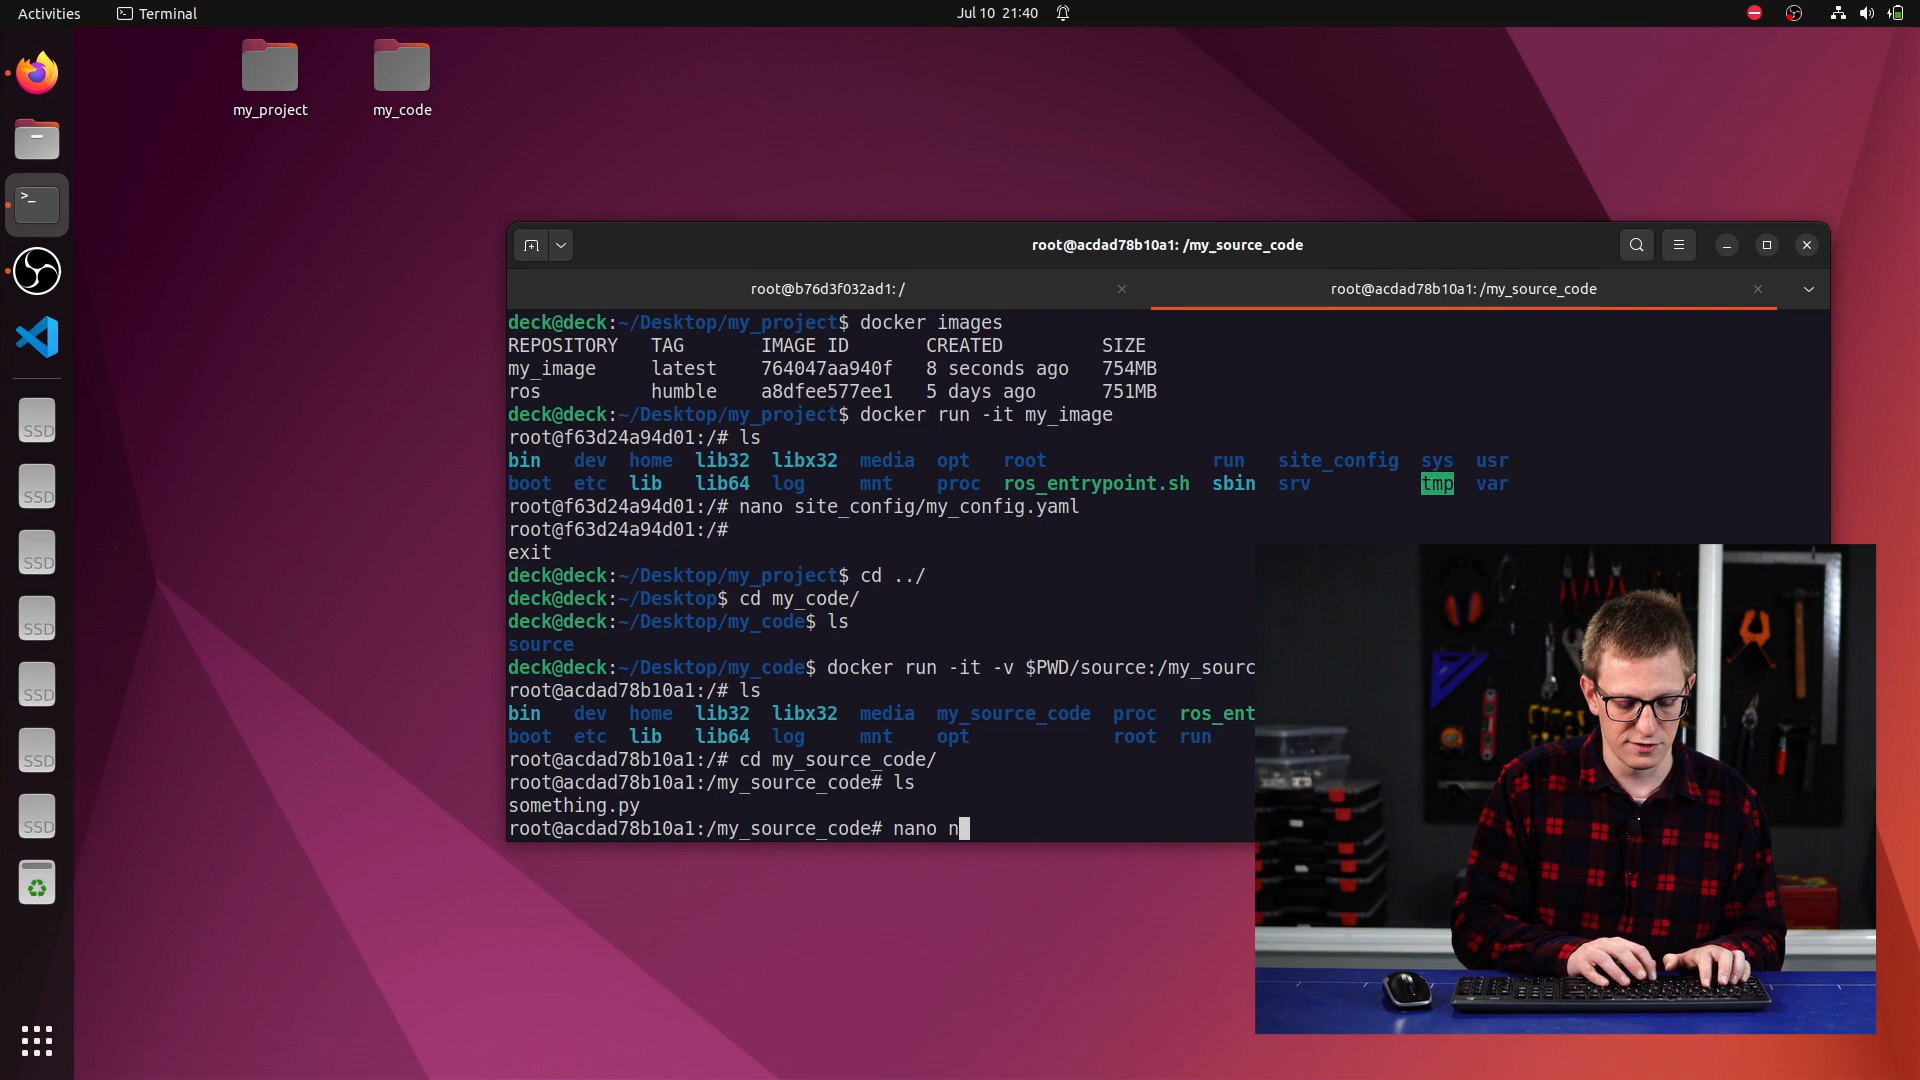 Activities
Terminal
Jul 10 21:40
my_project
my_code
root@acdad78b10a1: /my_source_code
root@b76d3f032ad1: /
root@acdad78b10a1: /my_source_code
deck@deck:~/Desktop/my_project$ docker images
REPOSITORY TAG IMAGE ID CREATED SIZE
my_image latest 764047aa940f 8 seconds ago 754MB
ros humble a8dfee577ee1 5 days ago 751MB
deck@deck:~/Desktop/my_project$ docker run -it my_image
root@f63d24a94d01:/# ls
bin dev home lib32 libx32 media opt root run site_config sys usr
boot etc lib lib64 log mnt proc ros_entrypoint.sh sbin srv tmp var
root@f63d24a94d01:/# nano site_config/my_config.yaml
root@f63d24a94d01:/#
exit
deck@deck:~/Desktop/my_project$ cd ../
deck@deck:~/Desktop$ cd my_code/
deck@deck:~/Desktop/my_code$ ls
source
deck@deck:~/Desktop/my_code$ docker run -it -v $PWD/source:/my_sourc
root@acdad78b10a1:/# ls
bin dev home lib32 libx32 media my_source_code proc ros_ent
boot etc lib lib64 log mnt opt root run
root@acdad78b10a1:/# cd my_source_code/
root@acdad78b10a1:/my_source_code# ls
something.py
root@acdad78b10a1:/my_source_code# nano n
SSD
SSD
SSD
SSD
SSD
SSD
SSD